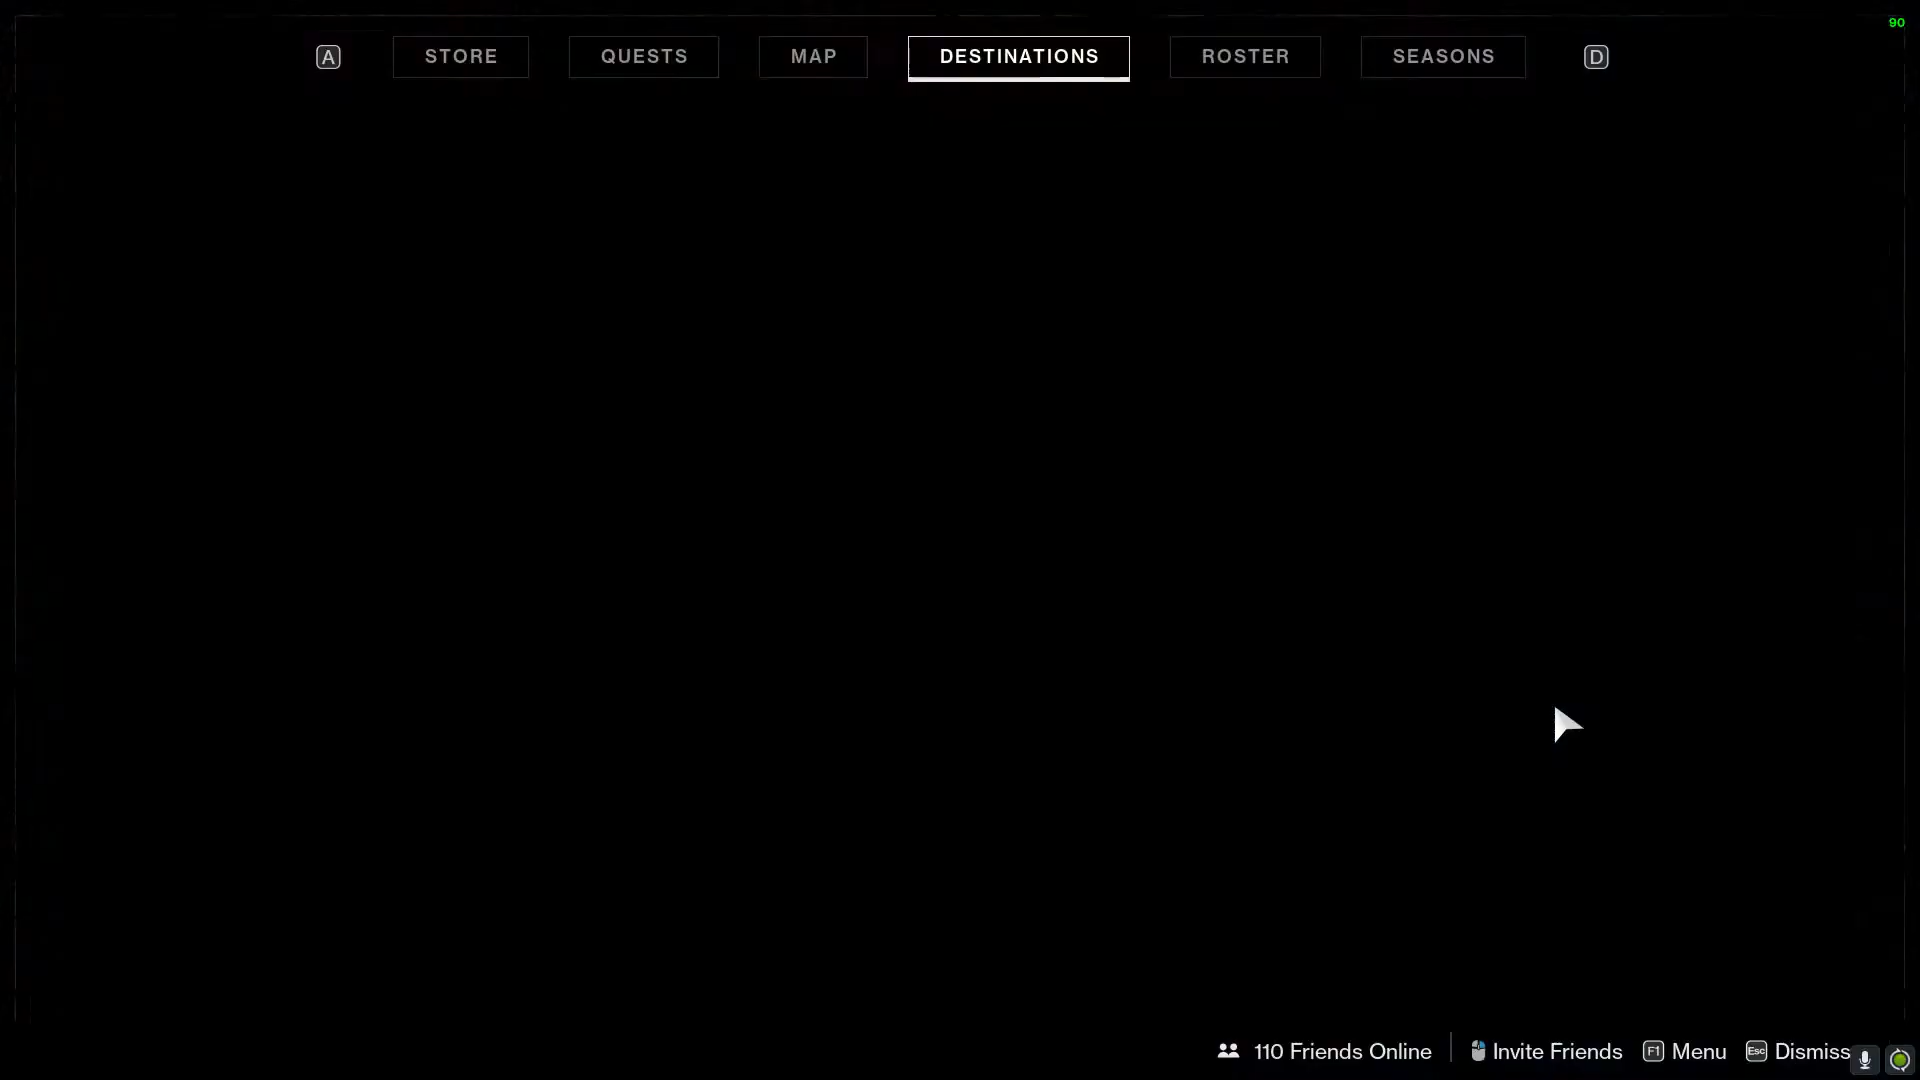 90
A STORE QUESTS MAP DESTINATIONS ROSTER SEASONS D
110 Friends Online Invite Friends F1 Menu Esc Dismiss